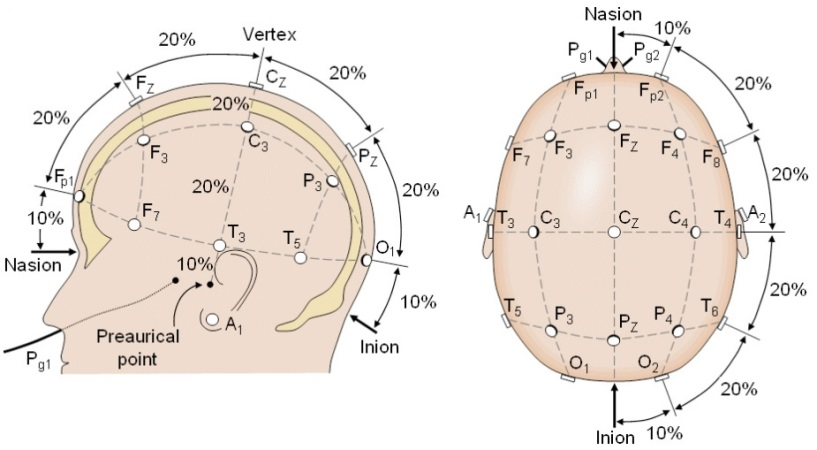 Vertex
20%
20%
F_Z
C_Z
20%
20%
F_3
C_3
P_Z
F_p1
20%
P_3
20%
10%
F_7
T_3
T_5
O_1
Nasion
10%
10%
Preaurical
point
A_1
Inion
P_g1
Nasion
10%
P_g1
P_g2
F_p1
F_p2
20%
F_7
F_3
F_Z
F_4
F_8
20%
A_1
T_3
C_3
C_Z
C_4
T_4
A_2
20%
T_5
P_3
P_Z
P_4
T_6
O_1
O_2
20%
Inion
10%